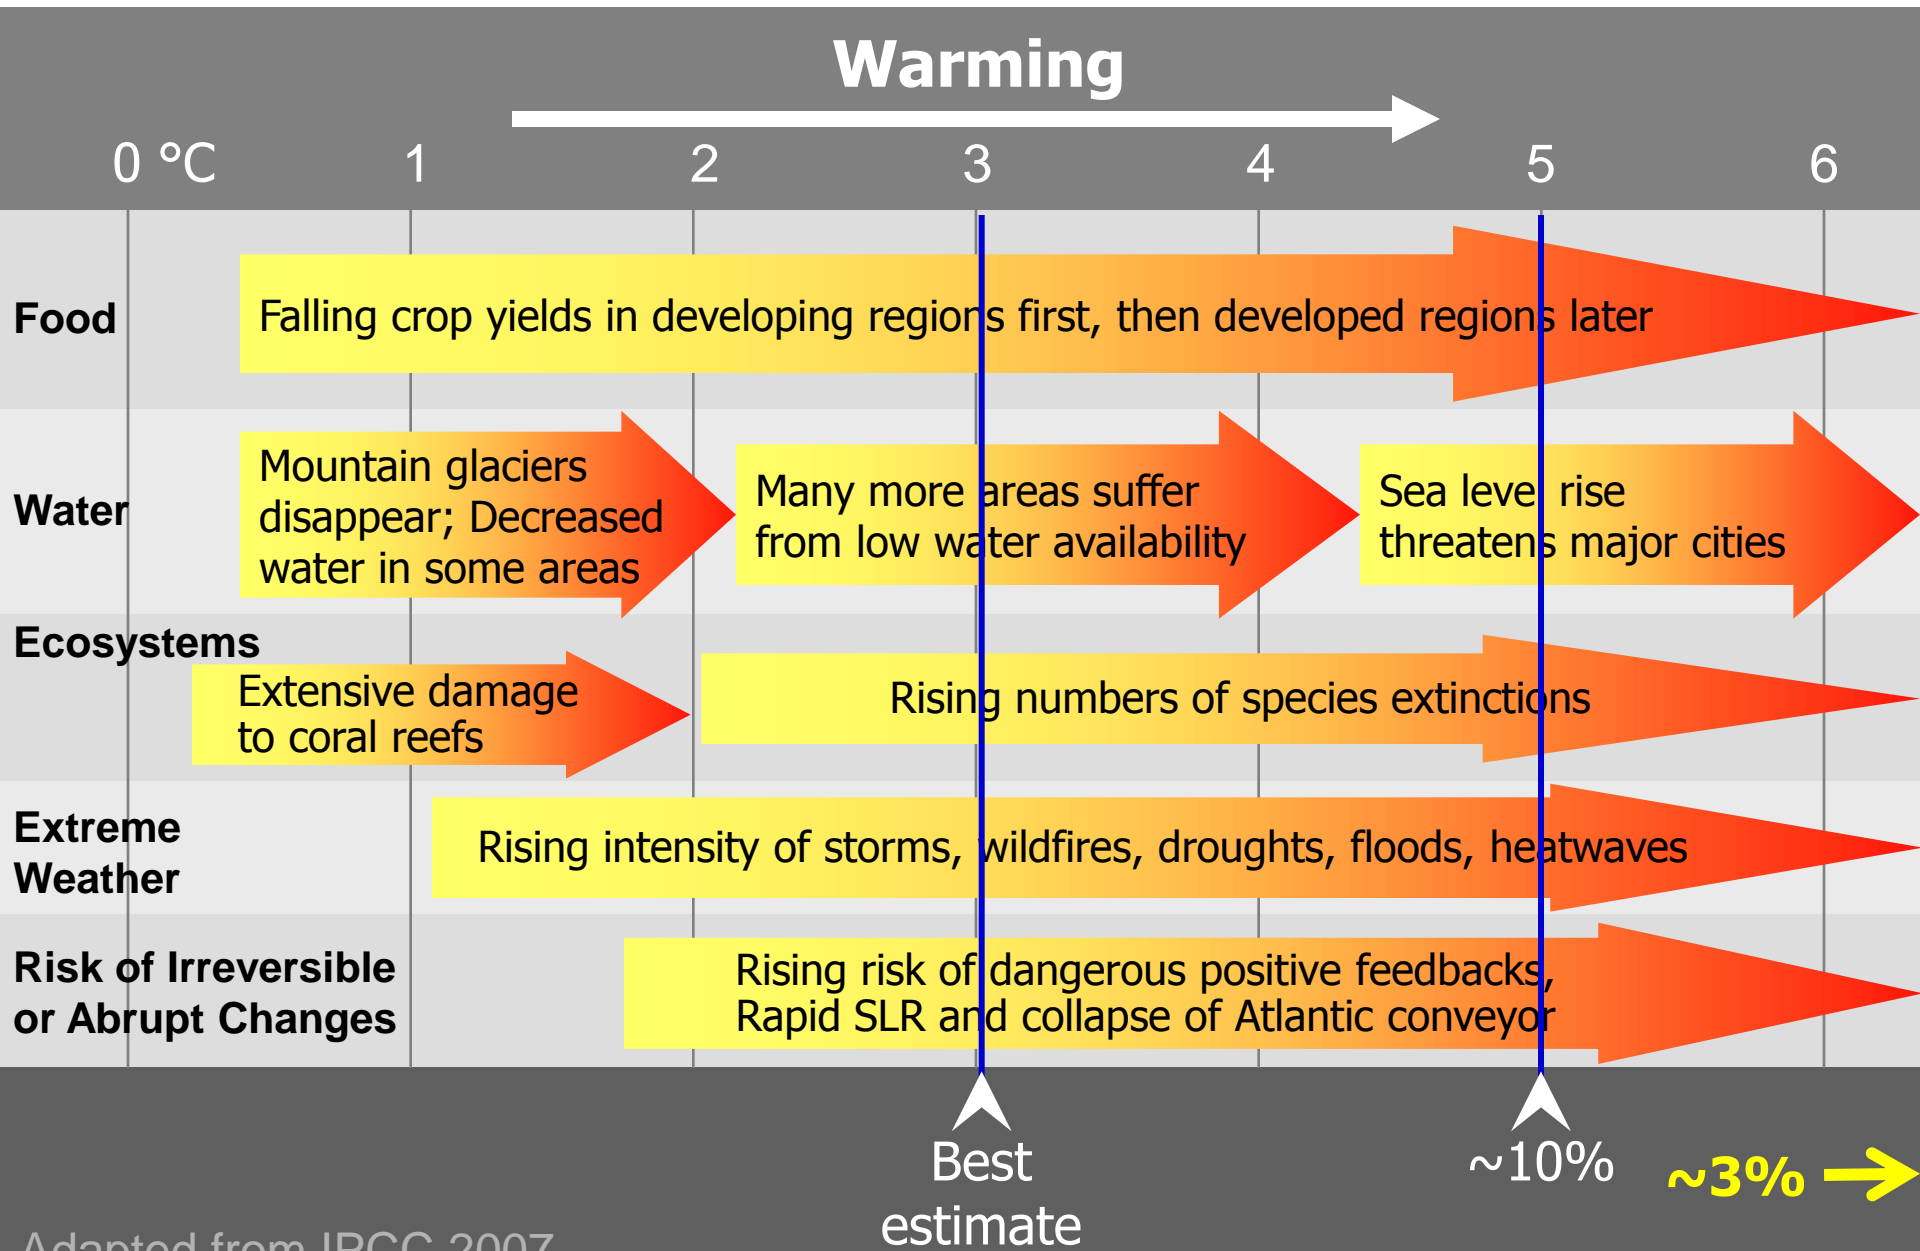 Warming
0 °C 1 2 3 4 5 6
Food
Falling crop yields in developing regions first, then developed regions later
Water
Mountain glaciers
disappear; Decreased
water in some areas
Many more areas suffer
from low water availability
Sea level rise
threatens major cities
Ecosystems
Extensive damage
to coral reefs
Rising numbers of species extinctions
Extreme
Weather
Rising intensity of storms, wildfires, droughts, floods, heatwaves
Risk of Irreversible
or Abrupt Changes
Rising risk of dangerous positive feedbacks,
Rapid SLR and collapse of Atlantic conveyor
Best
estimate
~10%
~3%
Adapted from IPCC 2007